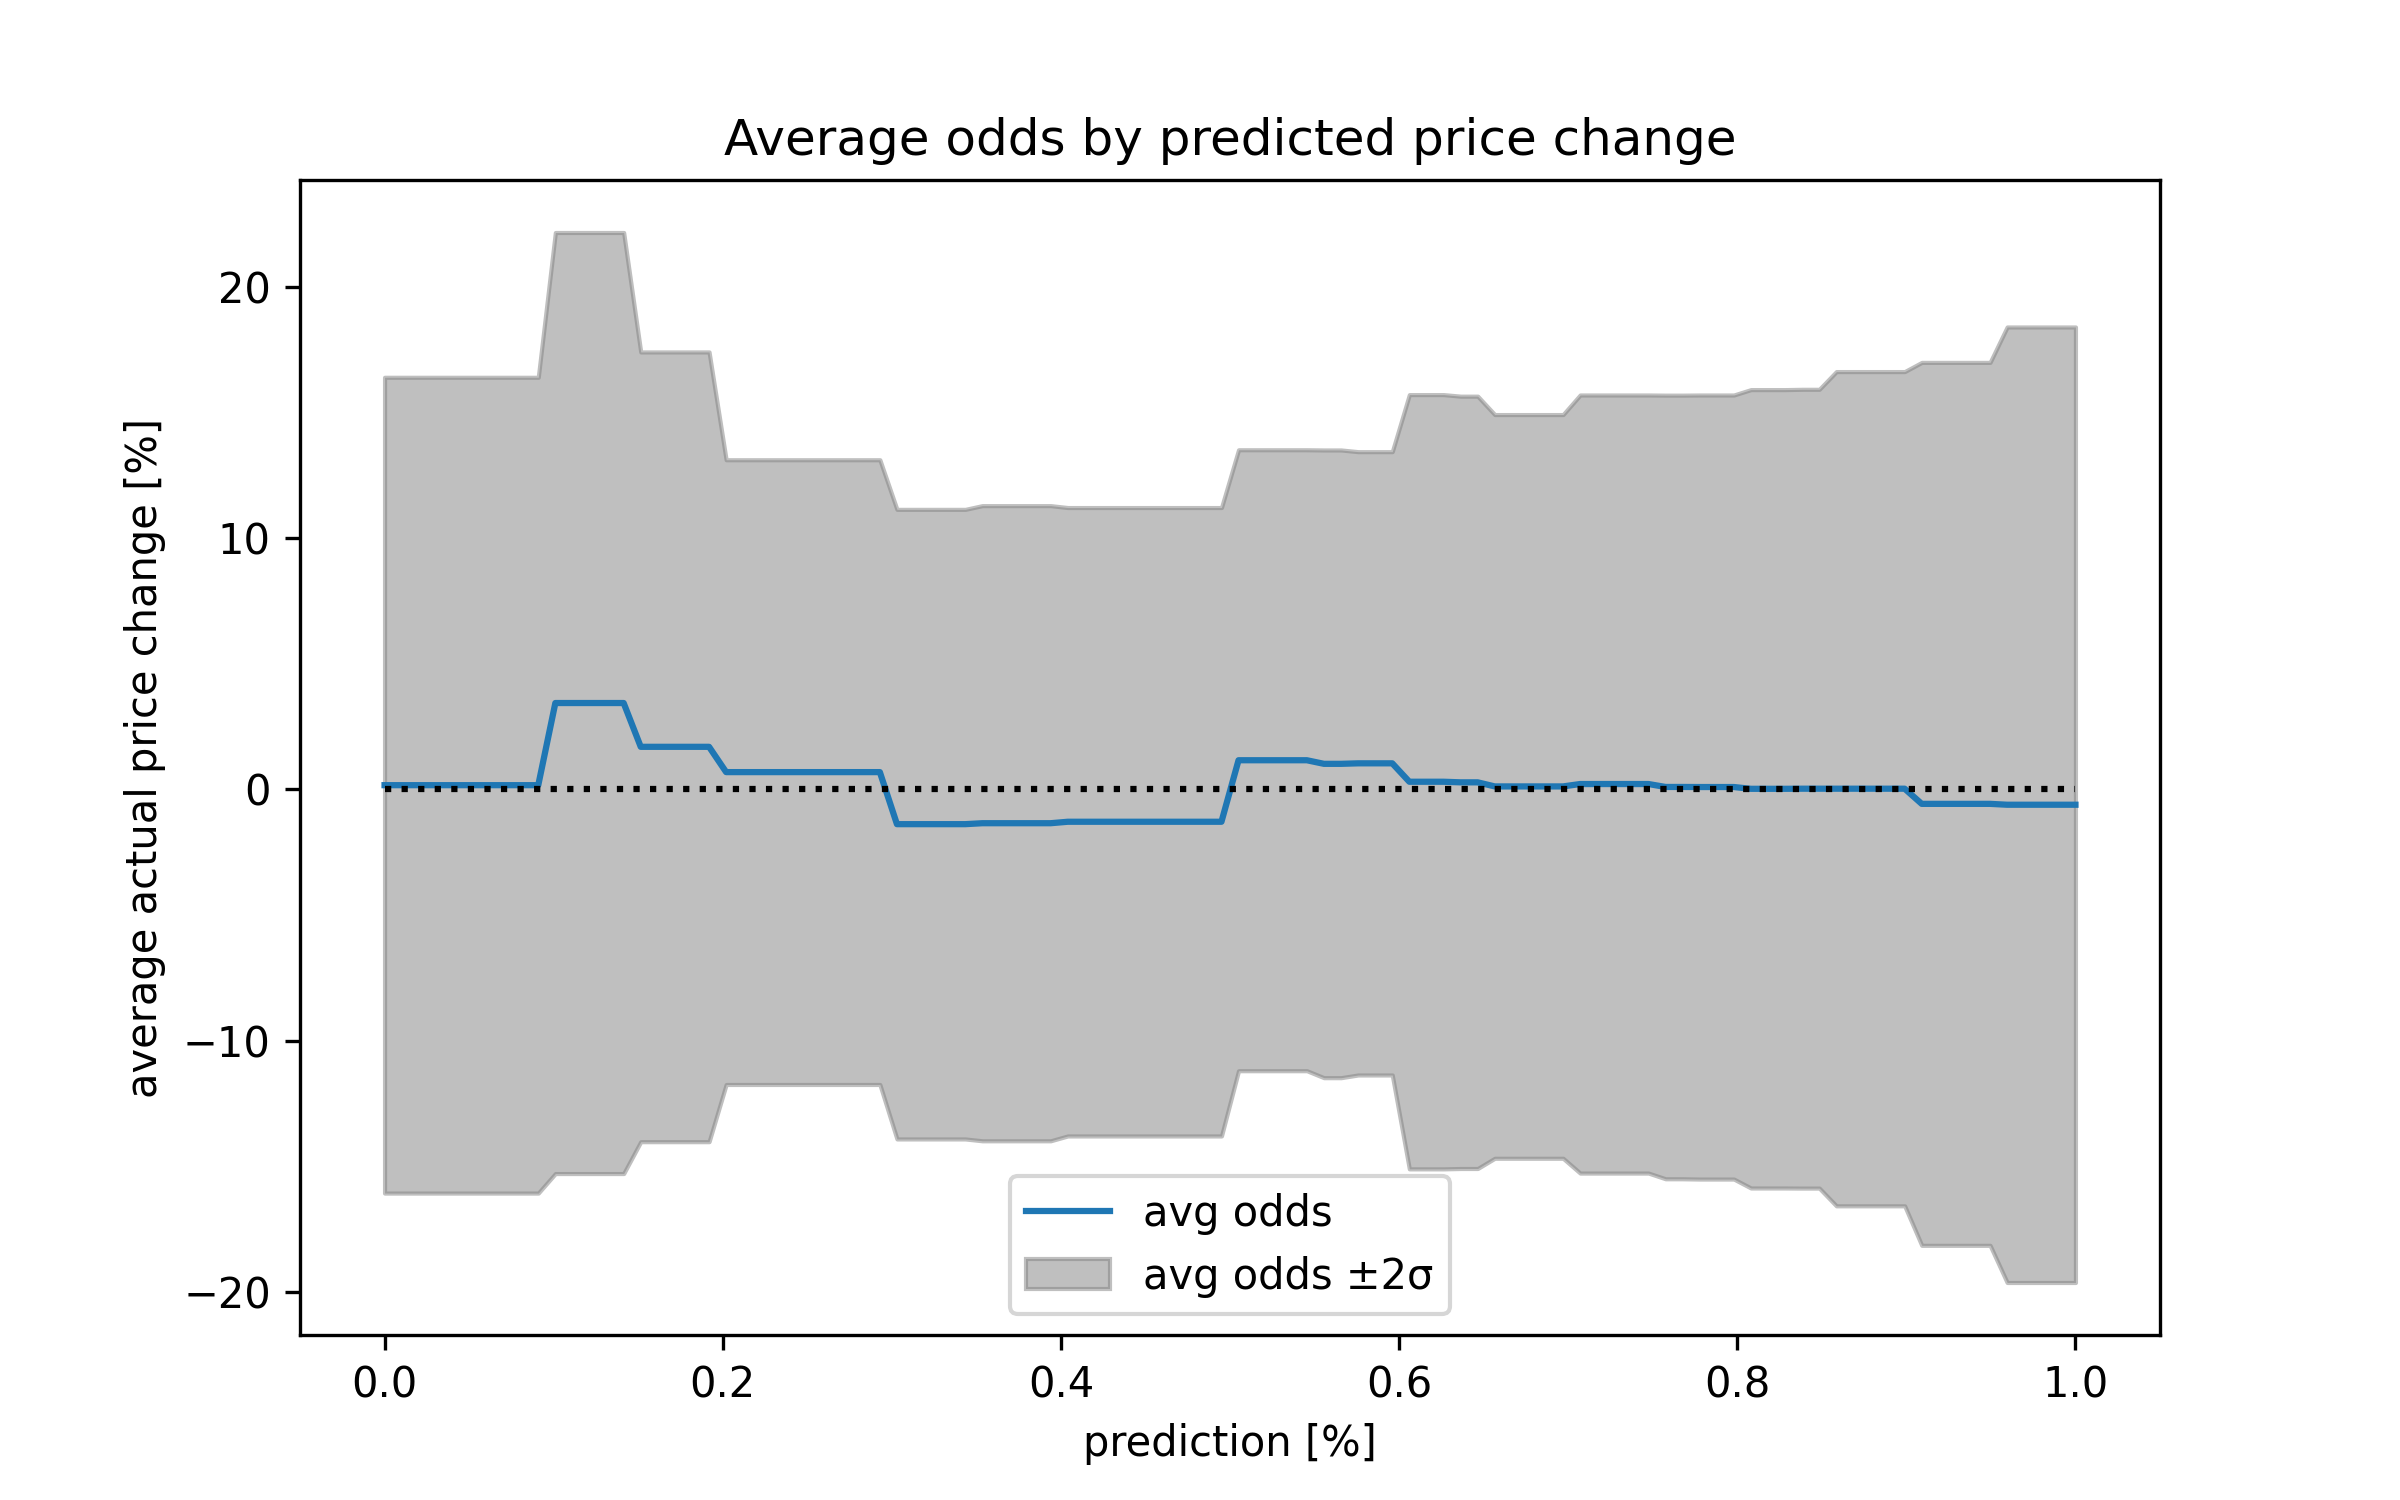 Average odds by predicted price change
average actual price change [%]
20
10
0
−10
−20
avg odds
avg odds ±2σ
0.0 0.2 0.4 0.6 0.8 1.0
prediction [%]